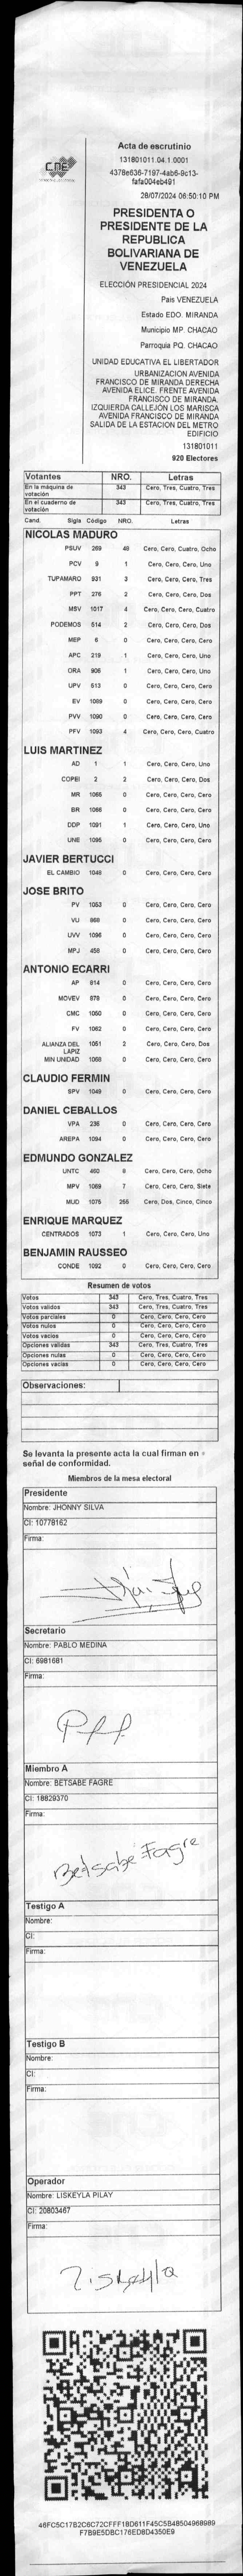 CNE
Acta de escrutinio
131801011.04.1.0001
4378e636-7197-4ab6-9c13-
fafa004eb491
28/07/2024 06:50:10 PM
PRESIDENTA O
PRESIDENTE DE LA
REPUBLICA
BOLIVARIANA DE
VENEZUELA
ELECCIÓN PRESIDENCIAL 2024
Pais VENEZUELA
Estado EDO. MIRANDA
Municipio MP. CHACAO
Parroquia PQ. CHACAO
UNIDAD EDUCATIVA EL LIBERTADOR
URBANIZACION AVENIDA
FRANCISCO DE MIRANDA DERECHA
AVENIDA ELICE. FRENTE AVENIDA
FRANCISCO DE MIRANDA.
IZQUIERDA CALLEJÓN LOS MARISCA
AVENIDA FRANCISCO DE MIRANDA
SALIDA DE LA ESTACION DEL METRO
EDIFICIO
131801011
920 Electores
Votantes NRO. Letras
En la máquina de votación 343 Cero, Tres, Cuatro, Tres
En el cuaderno de votación 343 Cero, Tres, Cuatro, Tres
Cand. Sigla Código NRO. Letras
NICOLAS MADURO
PSUV 269 48 Cero, Cero, Cuatro, Ocho
PCV 9 1 Cero, Cero, Cero, Uno
TUPAMARO 931 3 Cero, Cero, Cero, Tres
PPT 276 2 Cero, Cero, Cero, Dos
MSV 1017 4 Cero, Cero, Cero, Cuatro
PODEMOS 514 2 Cero, Cero, Cero, Dos
MEP 6 0 Cero, Cero, Cero, Cero
APC 219 1 Cero, Cero, Cero, Uno
ORA 906 1 Cero, Cero, Cero, Uno
UPV 513 0 Cero, Cero, Cero, Cero
EV 1089 0 Cero, Cero, Cero, Cero
PVV 1090 0 Cero, Cero, Cero, Cero
PFV 1093 4 Cero, Cero, Cero, Cuatro
LUIS MARTINEZ
AD 1 1 Cero, Cero, Cero, Uno
COPEI 2 2 Cero, Cero, Cero, Dos
MR 1065 0 Cero, Cero, Cero, Cero
BR 1066 0 Cero, Cero, Cero, Cero
DDP 1091 1 Cero, Cero, Cero, Uno
UNE 1095 0 Cero, Cero, Cero, Cero
JAVIER BERTUCCI
EL CAMBIO 1048 0 Cero, Cero, Cero, Cero
JOSE BRITO
PV 1053 0 Cero, Cero, Cero, Cero
VU 868 0 Cero, Cero, Cero, Cero
UVV 1096 0 Cero, Cero, Cero, Cero
MPJ 458 0 Cero, Cero, Cero, Cero
ANTONIO ECARRI
AP 814 0 Cero, Cero, Cero, Cero
MOVEV 878 0 Cero, Cero, Cero, Cero
CMC 1050 0 Cero, Cero, Cero, Cero
FV 1062 0 Cero, Cero, Cero, Cero
ALIANZA DEL LAPIZ 1051 2 Cero, Cero, Cero, Dos
MIN UNIDAD 1068 0 Cero, Cero, Cero, Cero
CLAUDIO FERMIN
SPV 1049 0 Cero, Cero, Cero, Cero
DANIEL CEBALLOS
VPA 236 0 Cero, Cero, Cero, Cero
AREPA 1094 0 Cero, Cero, Cero, Cero
EDMUNDO GONZALEZ
UNTC 460 8 Cero, Cero, Cero, Ocho
MPV 1069 7 Cero, Cero, Cero, Siete
MUD 1075 255 Cero, Dos, Cinco, Cinco
ENRIQUE MARQUEZ
CENTRADOS 1073 1 Cero, Cero, Cero, Uno
BENJAMIN RAUSSEO
CONDE 1092 0 Cero, Cero, Cero, Cero
Resumen de votos
Votos 343 Cero, Tres, Cuatro, Tres
Votos validos 343 Cero, Tres, Cuatro, Tres
Votos parciales 0 Cero, Cero, Cero, Cero
Votos nulos 0 Cero, Cero, Cero, Cero
Votos vacios 0 Cero, Cero, Cero, Cero
Opciones validas 343 Cero, Tres, Cuatro, Tres
Opciones nulas 0 Cero, Cero, Cero, Cero
Opciones vacias 0 Cero, Cero, Cero, Cero
Observaciones:
Se levanta la presente acta la cual firman en
señal de conformidad.
Miembros de la mesa electoral
Presidente
Nombre: JHONNY SILVA
CI: 10778162
Firma:
Secretario
Nombre: PABLO MEDINA
CI: 6981681
Firma:
Miembro A
Nombre: BETSABE FAGRE
CI: 18829370
Firma:
Betsabé Fagre
Testigo A
Nombre:
CI:
Firma:
Testigo B
Nombre:
CI:
Firma:
Operador
Nombre: LISKEYLA PILAY
CI: 20803467
Firma:
46FC5C17B2C6C72CFFF18D611F45C5B48504968989
F7B9E5DBC176ED8D4350E9